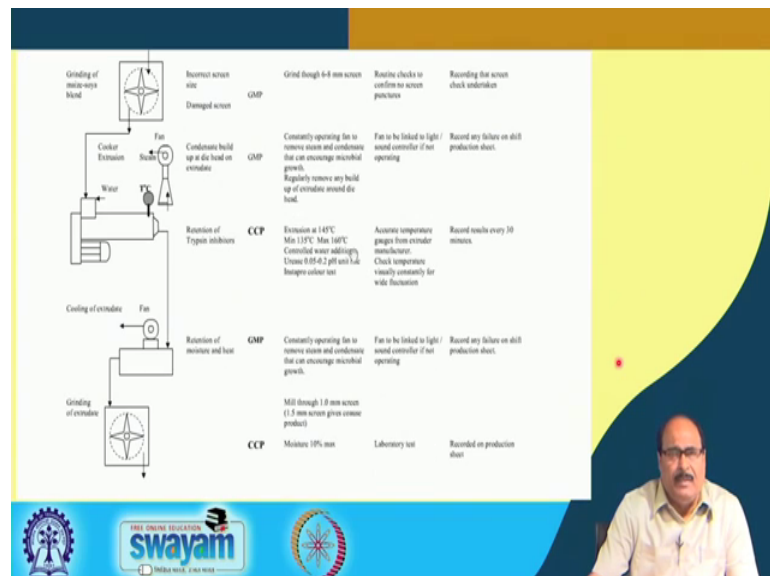 Grinding of
maize-soya
blend
Incorrect screen
size
Damaged screen
GMP
Grind though 6-8 mm screen
Routine checks to
confirm no screen
punctures
Recording that screen
check undertaken
Cooker
Extrusion
Fan
Steam
Water
T°C
Condensate build
up at die head on
extrudate
GMP
Constantly operating fan to
remove steam and condensate
that can encourage microbial
growth.
Regularly remove any build
up of extrudate around die
head.
Fan to be linked to light /
sound controller if not
operating
Record any failure on shift
production sheet.
Retention of
Trypsin inhibitors
CCP
Extrusion at 145°C
Min 135°C Max 160°C
Controlled water addition
Urease 0.05-0.2 pH unit
Instapro colour test
Accurate temperature
gauges from extruder
manufacturer.
Check temperature
visually constantly for
wide fluctuation
Record results every 30
minutes.
Cooling of extrudate
Fan
Retention of
moisture and heat
GMP
Constantly operating fan to
remove steam and condensate
that can encourage microbial
growth.
Fan to be linked to light /
sound controller if not
operating
Record any failure on shift
production sheet.
Grinding
of extrudate
Mill through 1.0 mm screen
(1.5 mm screen gives coarse
product)
CCP
Moisture 10% max
Laboratory test
Recorded on production
sheet
FREE ONLINE EDUCATION
swayam